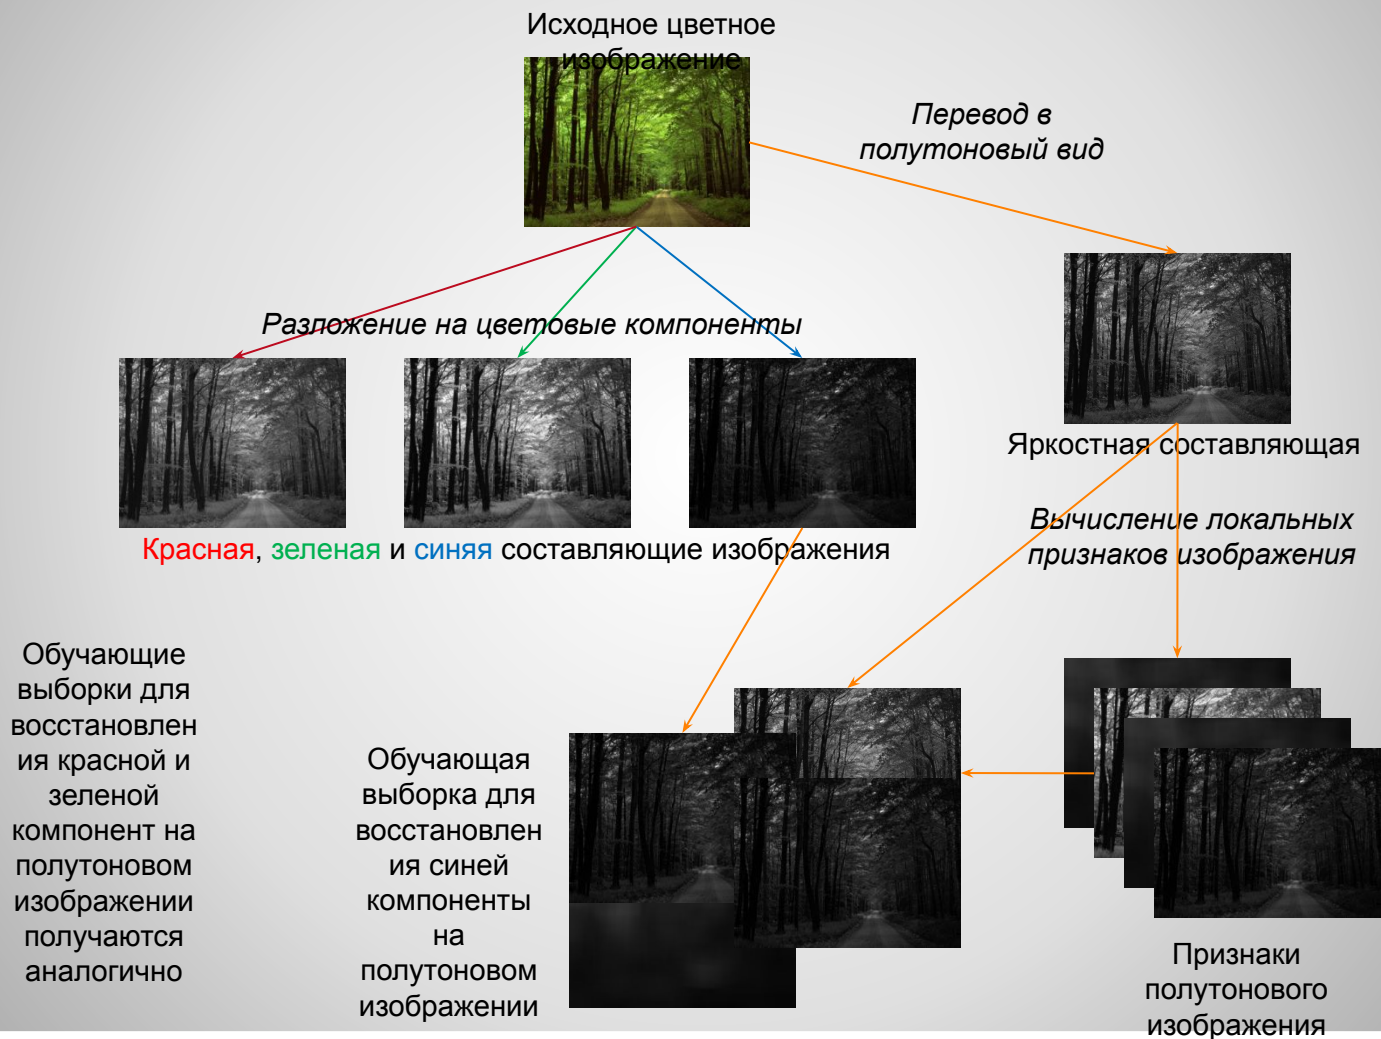 Исходное цветное
изображение
Перевод в
полутоновый вид
Разложение на цветовые компоненты
Яркостная составляющая
Красная, зеленая и синяя составляющие изображения
Вычисление локальных
признаков изображения
Обучающие
выборки для
восстановлен
ия красной и
зеленой
компонент на
полутоновом
изображении
получаются
аналогично
Обучающая
выборка для
восстановлен
ия синей
компоненты
на
полутоновом
изображении
Признаки
полутонового
изображения